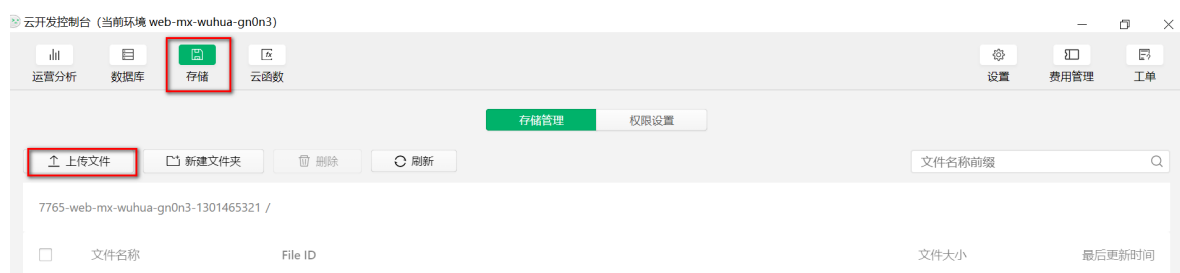 云开发控制台 (当前环境 web-mx-wuhua-gn0n3)
运营分析 数据库 存储 云函数 设置 费用管理 工单
存储管理 权限设置
上传文件 新建文件夹 删除 刷新 文件名称前缀
7765-web-mx-wuhua-gn0n3-1301465321 /
文件名称 File ID 文件大小 最后更新时间